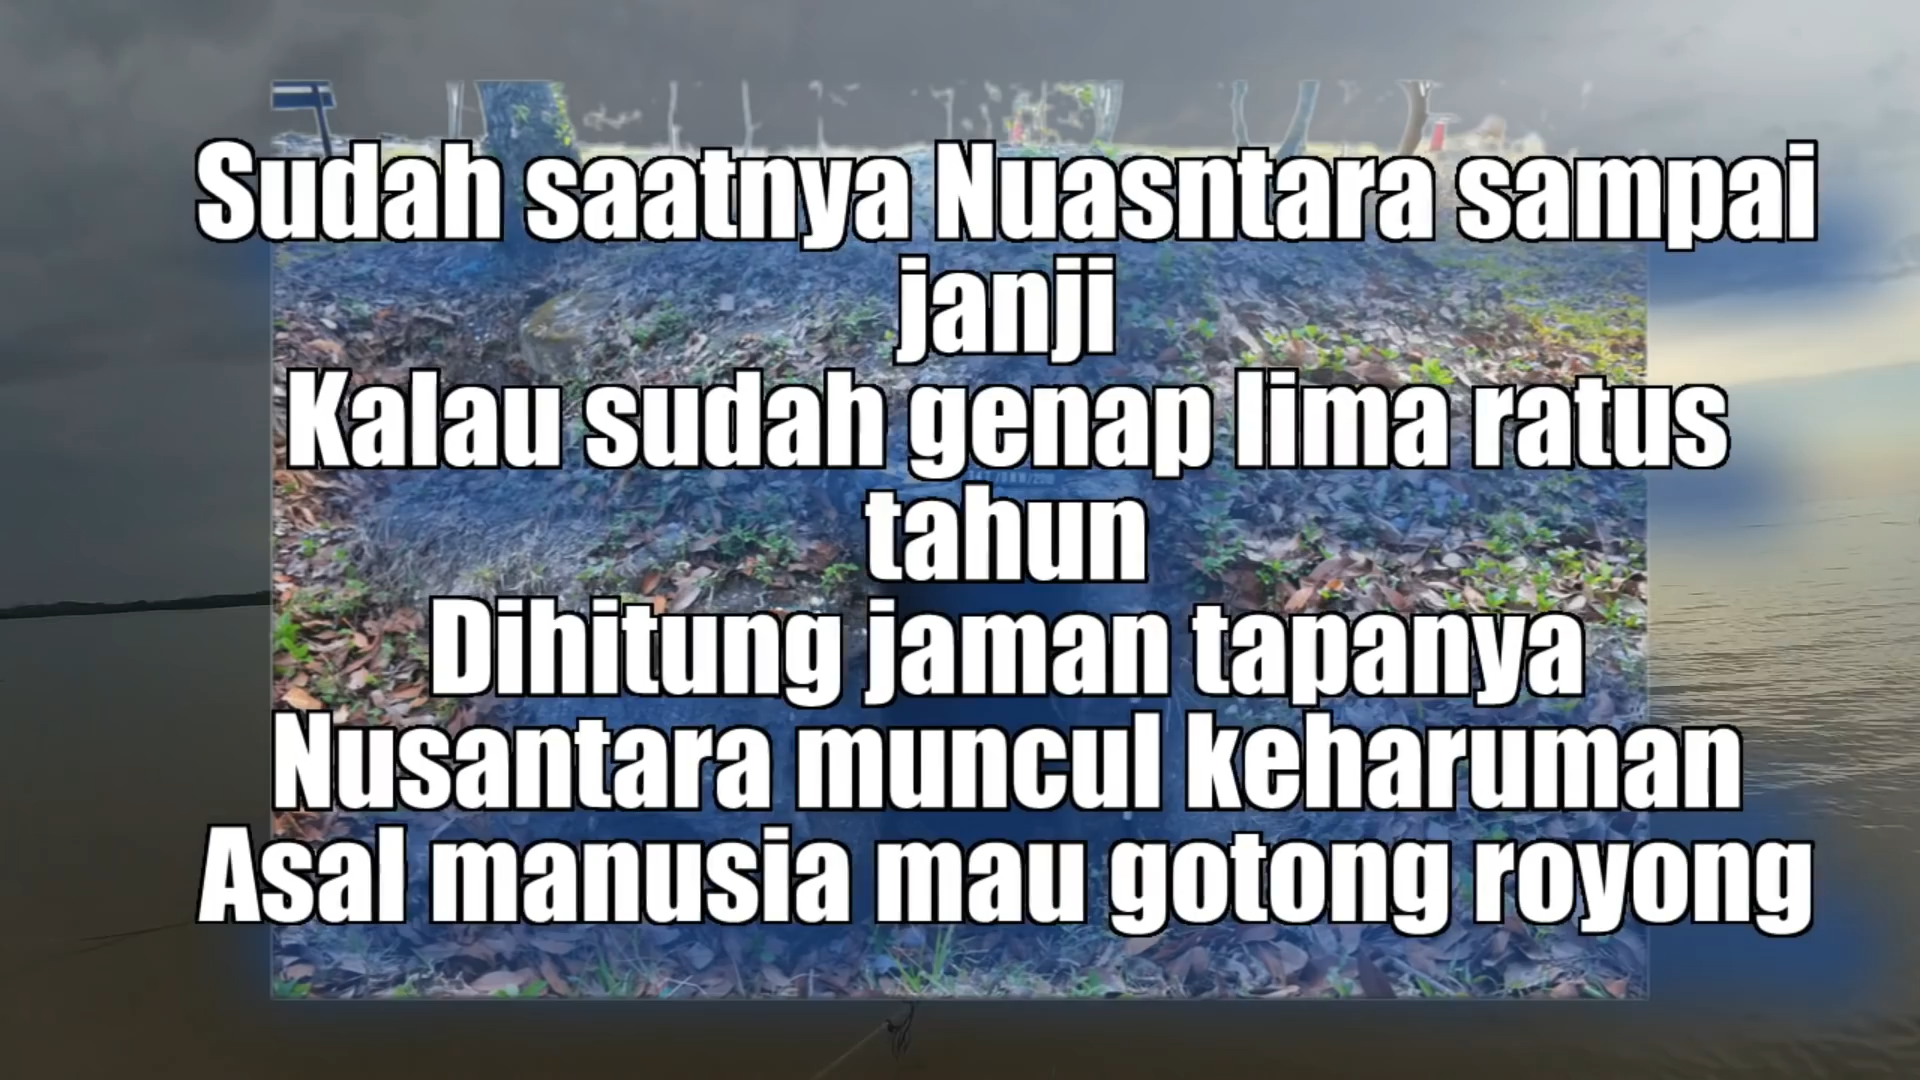 Sudah saatnya Nuasntara sampai
janji
Kalau sudah genap lima ratus
tahun
Dihitung jaman tapanya
Nusantara muncul keharuman
Asal manusia mau gotong royong